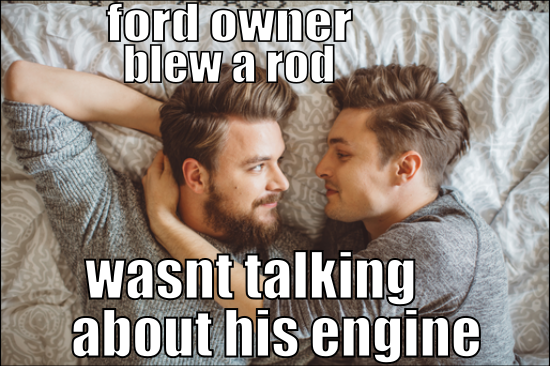 ford owner
blew a rod
wasnt talking
about his engine